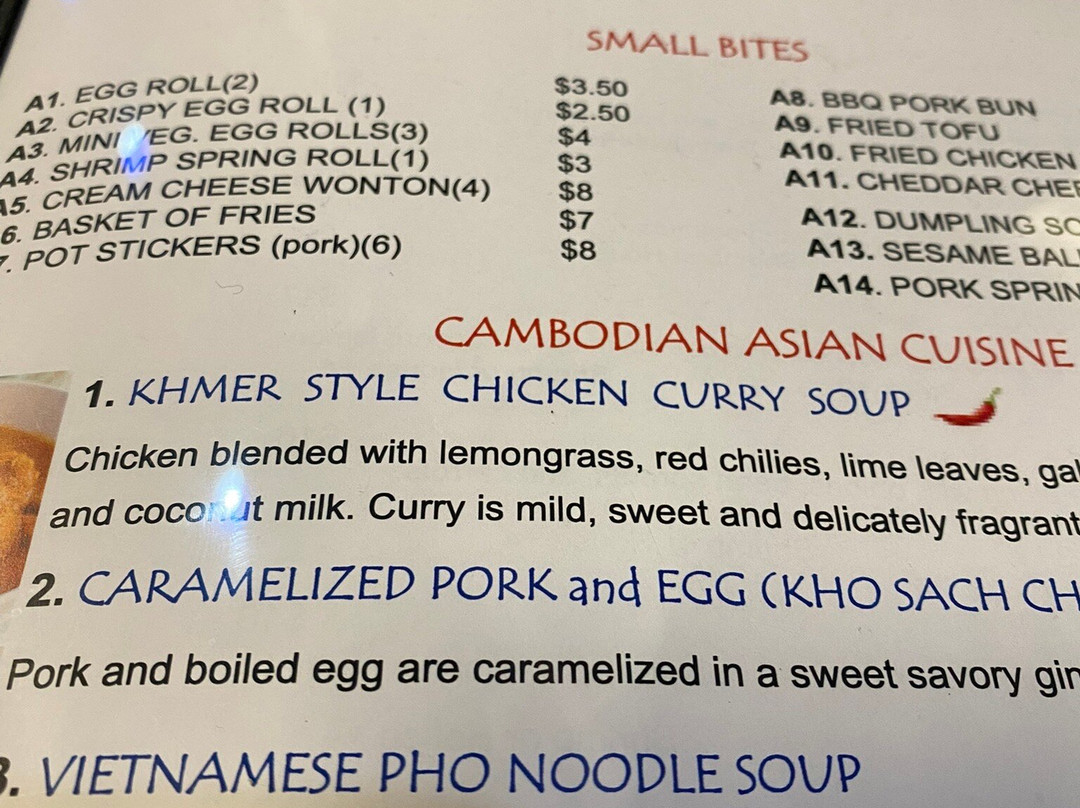 SMALL BITES
A1. EGG ROLL(2) $3.50
A2. CRISPY EGG ROLL (1) $2.50
A3. MINI VEG. EGG ROLLS(3) $4
A4. SHRIMP SPRING ROLL(1) $3
A5. CREAM CHEESE WONTON(4) $8
6. BASKET OF FRIES $7
7. POT STICKERS (pork)(6) $8
A8. BBQ PORK BUN
A9. FRIED TOFU
A10. FRIED CHICKEN
A11. CHEDDAR
A12. DUMPLING
A13. SESAME
A14. PORK
CAMBODIAN ASIAN CUISINE
1. KHMER STYLE CHICKEN CURRY SOUP
Chicken blended with lemongrass, red chilies, lime leaves,
and coconut milk. Curry is mild, sweet and delicately fragrant
2. CARAMELIZED PORK and EGG (KHO SACH
Pork and boiled egg are caramelized in a sweet savory
3. VIETNAMESE PHO NOODLE SOUP